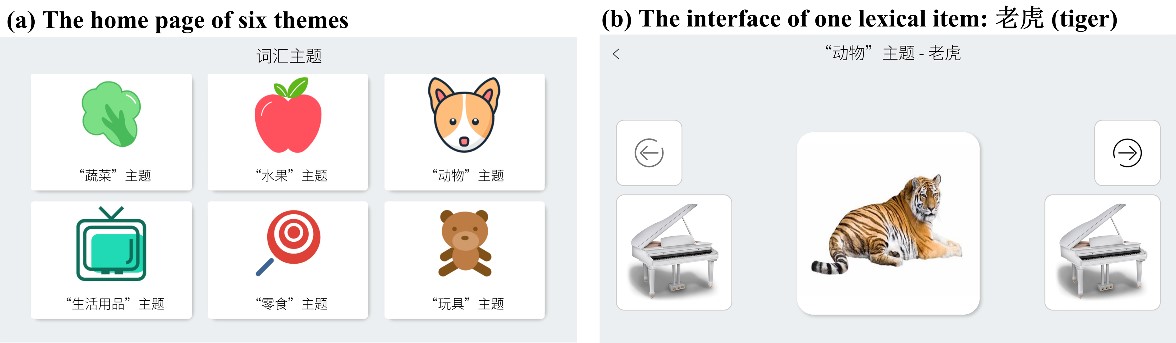 (a) The home page of six themes
词汇主题
“蔬菜”主题
“水果”主题
“动物”主题
“生活用品”主题
“零食”主题
“玩具”主题
(b) The interface of one lexical item: 老虎 (tiger)
“动物”主题 - 老虎